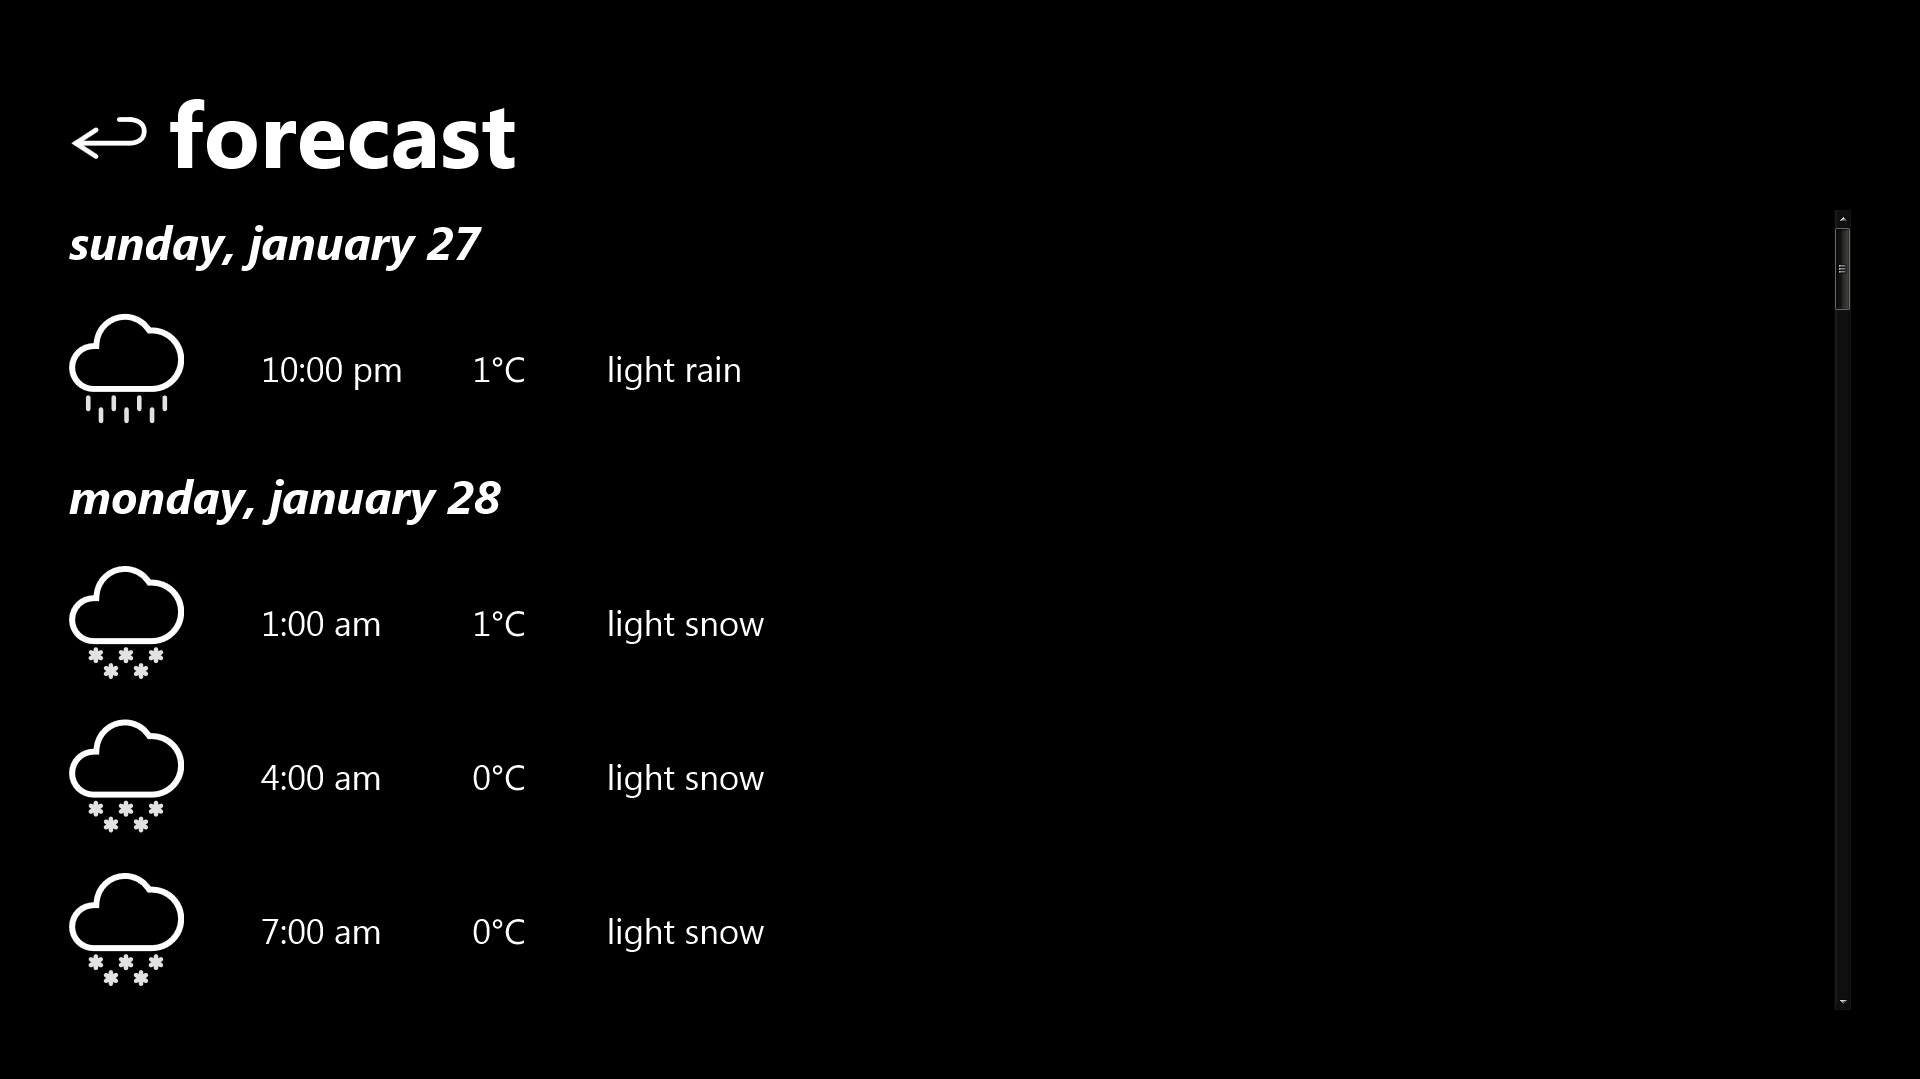 forecast
sunday, january 27
10:00 pm 1°C light rain
monday, january 28
1:00 am 1°C light snow
4:00 am 0°C light snow
7:00 am 0°C light snow